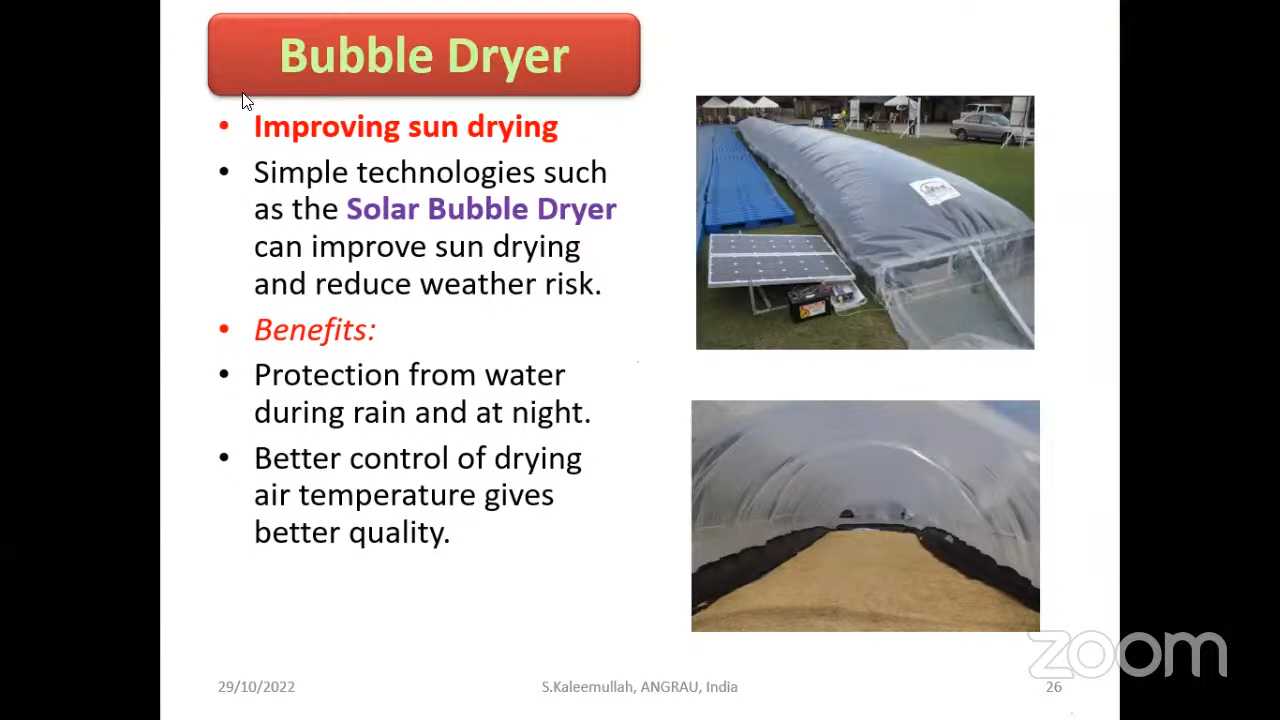 Bubble Dryer
• Improving sun drying
• Simple technologies such
as the Solar Bubble Dryer
can improve sun drying
and reduce weather risk.
• Benefits:
• Protection from water
during rain and at night.
• Better control of drying
air temperature gives
better quality.
29/10/2022
S.Kaleemullah, ANGRAU, India
26
zoom